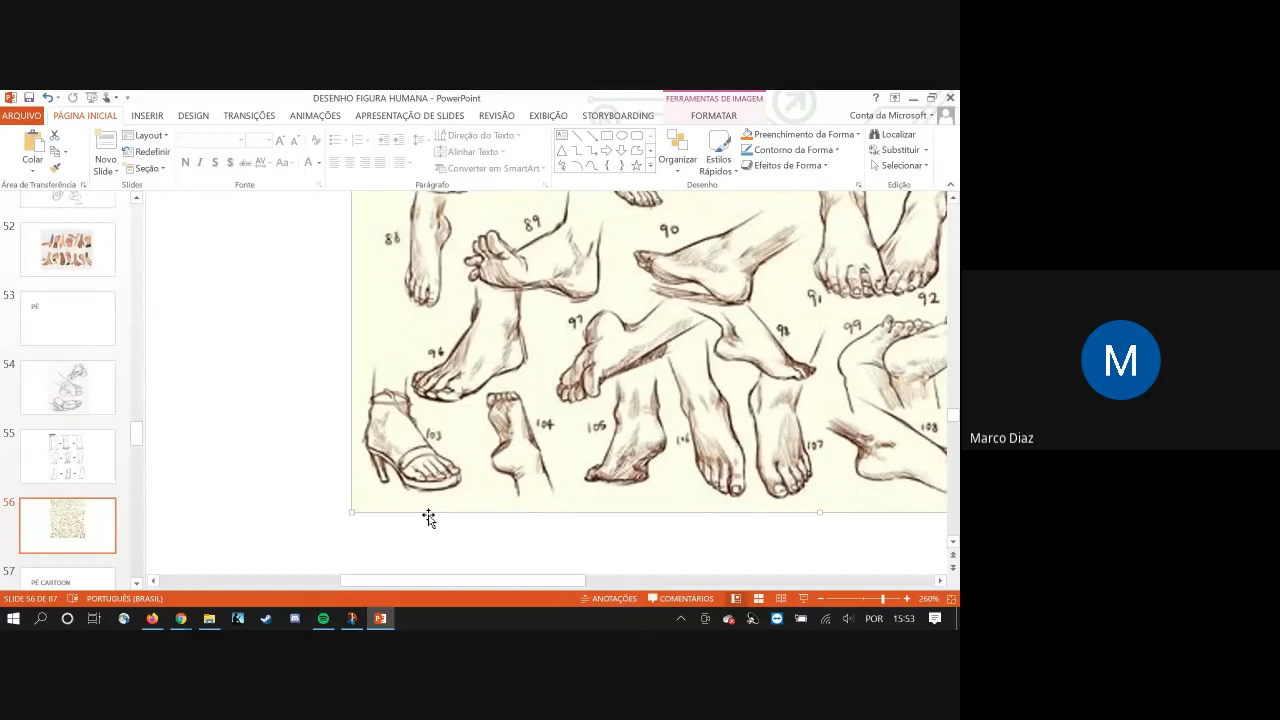 DESENHO FIGURA HUMANA - PowerPoint
FERRAMENTAS DE IMAGEM
ARQUIVO PÁGINA INICIAL INSERIR DESIGN TRANSIÇÕES ANIMAÇÕES APRESENTAÇÃO DE SLIDES REVISÃO EXIBIÇÃO STORYBOARDING FORMATAR
Conta da Microsoft
Colar
Novo Slide
Layout
Redefinir
Seção
N I S S abc AV Aa A
Direção do Texto
Alinhar Texto
Converter em SmartArt
Organizar
Estilos Rápidos
Preenchimento da Forma
Contorno da Forma
Efeitos de Forma
Localizar
Substituir
Selecionar
Área de Transferência Slides Fonte Parágrafo Desenho Edição
52
53
PÉ
54
55
56
57
PÉ CARTOON
88
89
90
91
92
96
97
98
99
103
104
105
106
107
108
SLIDE 56 DE 87 PORTUGUÊS (BRASIL) ANOTAÇÕES COMENTÁRIOS 260%
POR 15:53
M
Marco Diaz